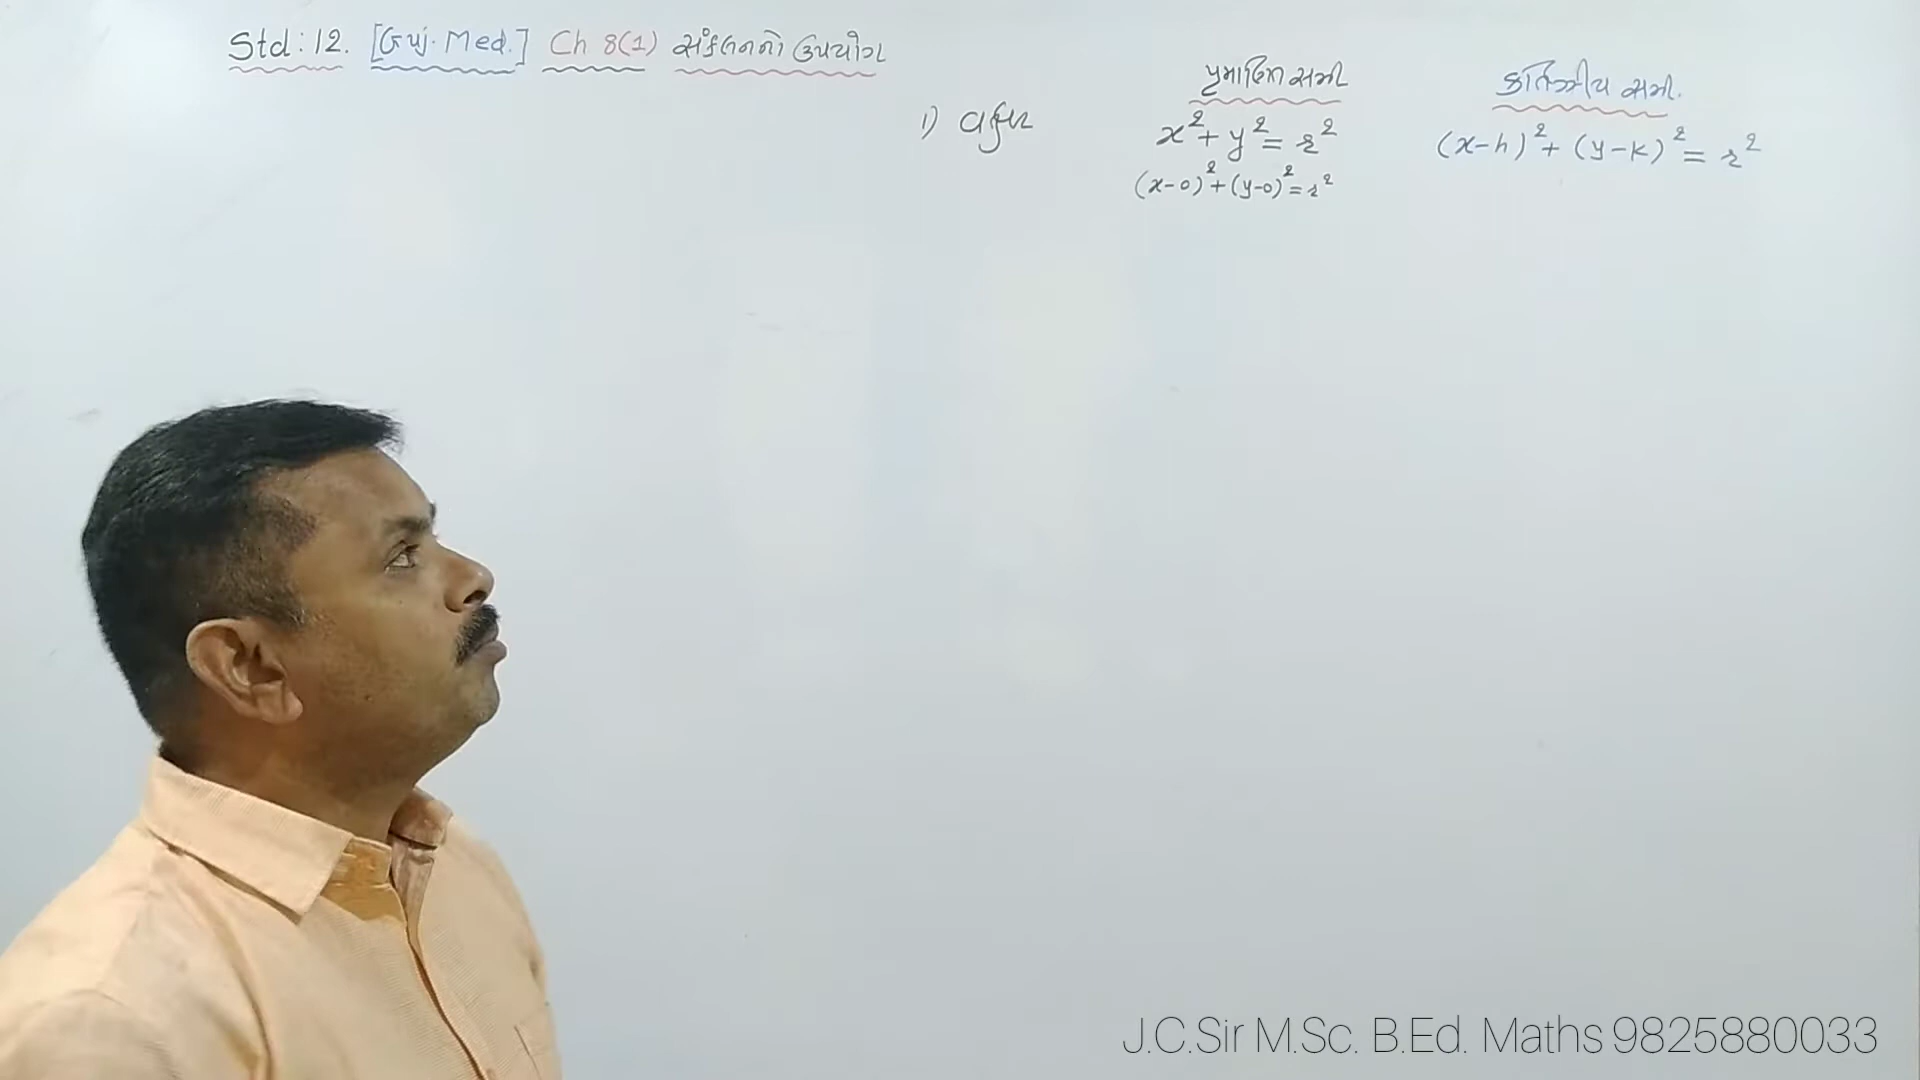 Std : 12. [Guj. Med.] Ch 8(1) સંકલનનો ઉપયોગ
પ્રમાણિત સમી
કાર્તેઝીય સમી.
1) વર્તુળ
x²+ y² = r²
(x-h)²+ (y-k)² = r²
(x-0)²+(y-0)²= r²
J.C.Sir M.Sc. B.Ed. Maths 9825880033